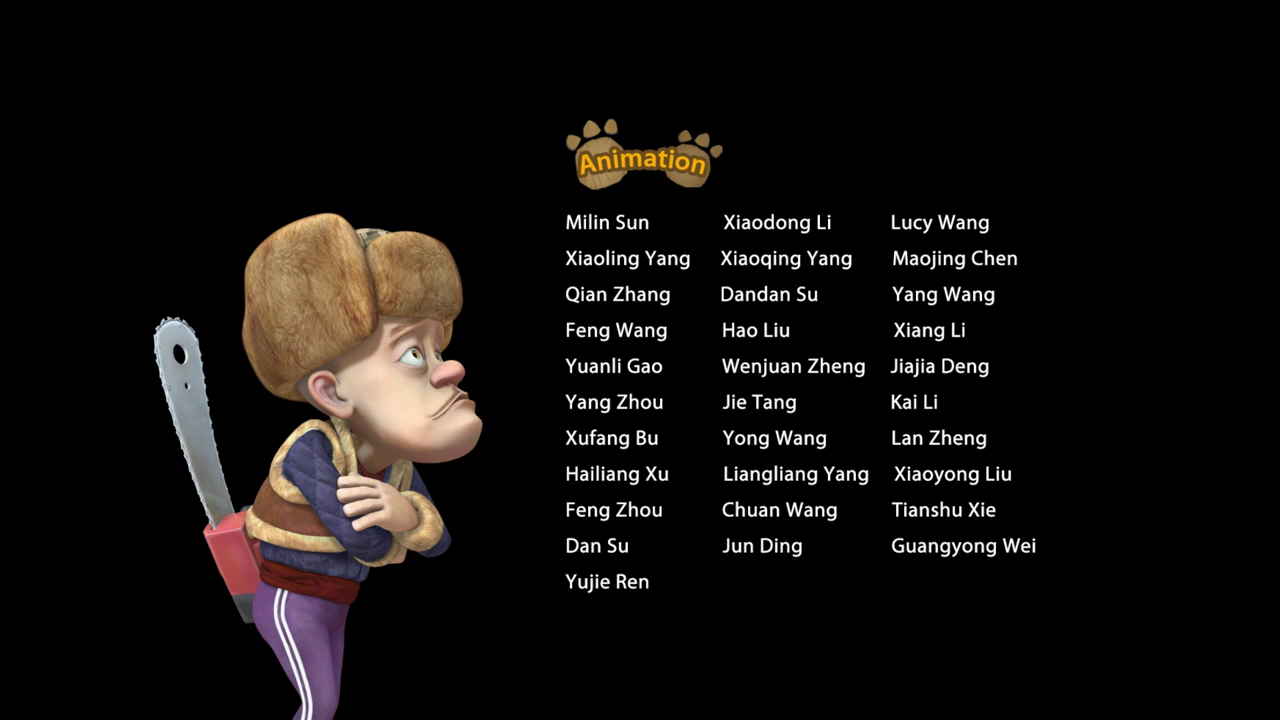 Animation
Milin Sun Xiaodong Li Lucy Wang
Xiaoling Yang Xiaoqing Yang Maojing Chen
Qian Zhang Dandan Su Yang Wang
Feng Wang Hao Liu Xiang Li
Yuanli Gao Wenjuan Zheng Jiajia Deng
Yang Zhou Jie Tang Kai Li
Xufang Bu Yong Wang Lan Zheng
Hailiang Xu Liangliang Yang Xiaoyong Liu
Feng Zhou Chuan Wang Tianshu Xie
Dan Su Jun Ding Guangyong Wei
Yujie Ren